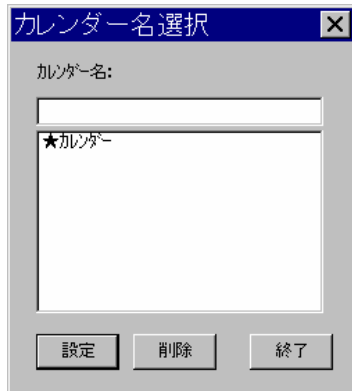 カレンダー名選択
ｶﾚﾝﾀﾞｰ名:
★ｶﾚﾝﾀﾞｰ
設定 削除 終了